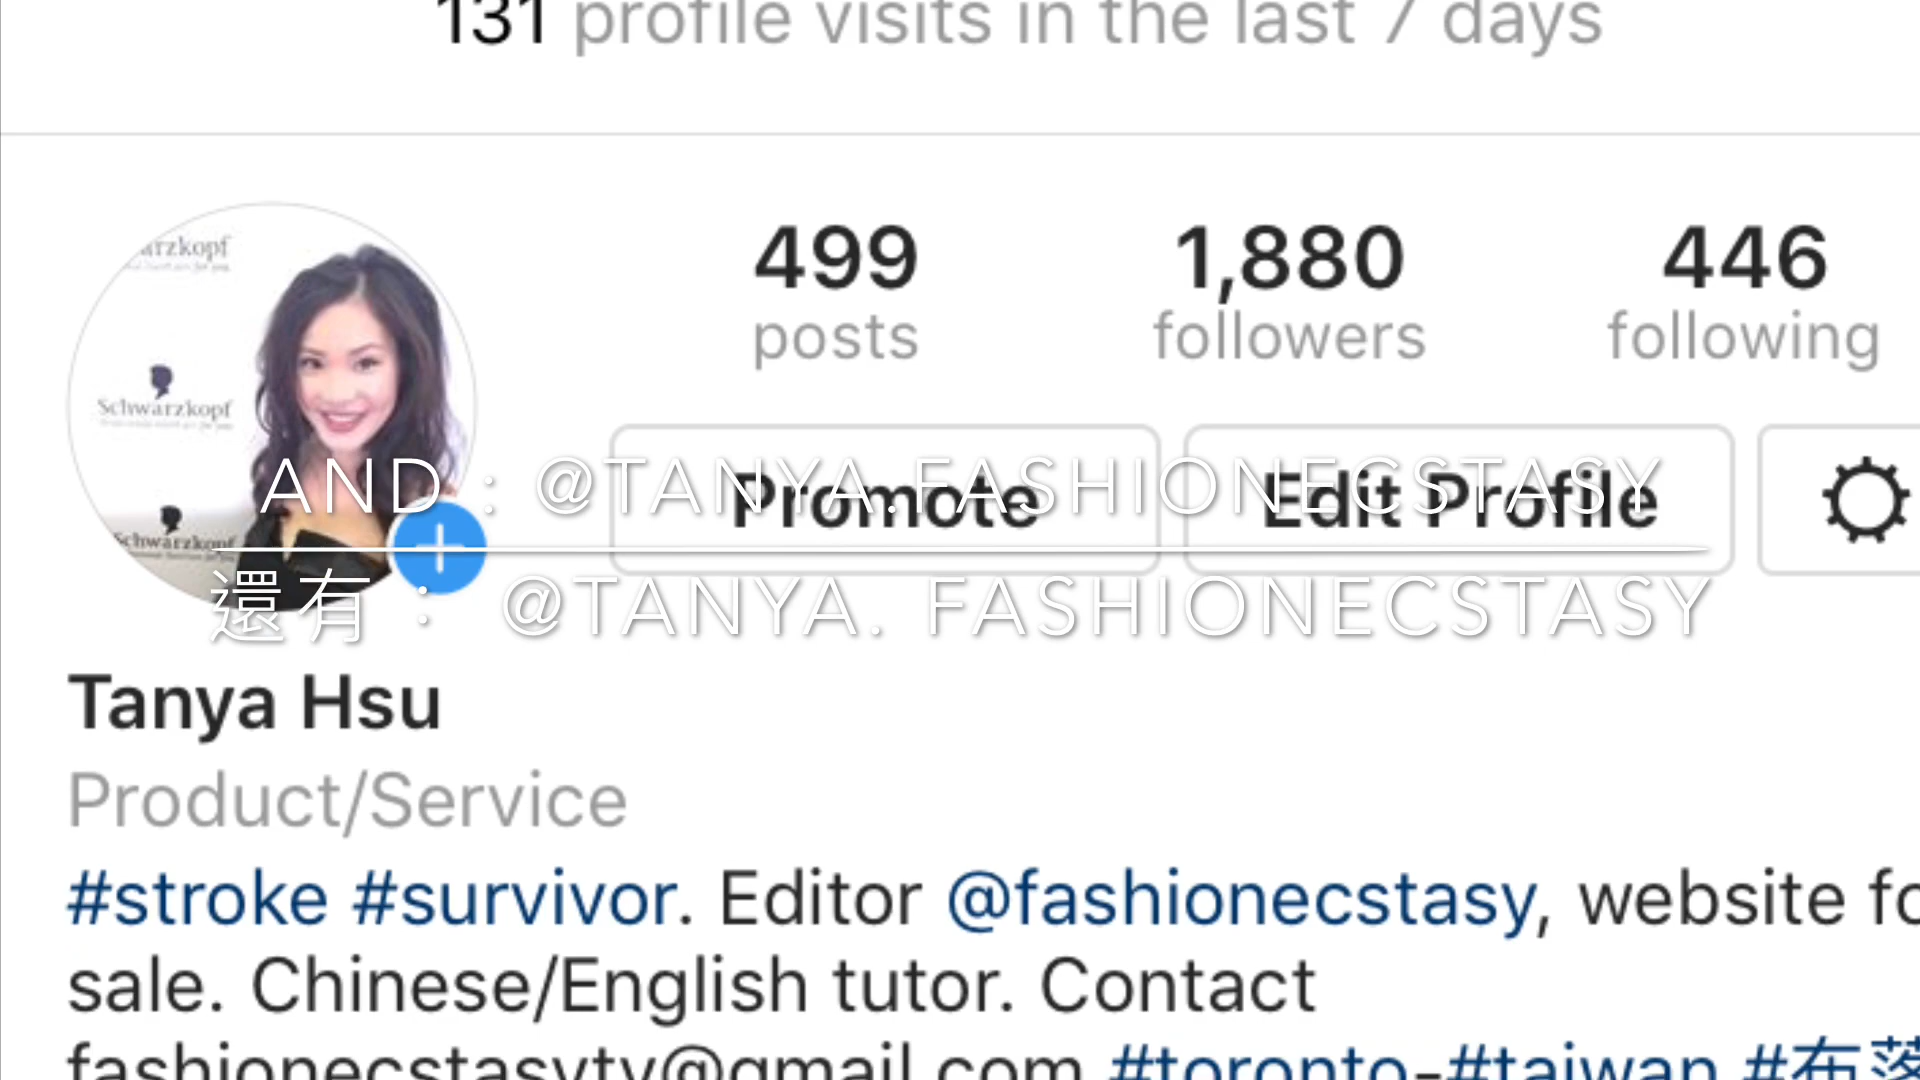 131 profile visits in the last 7 days
499 1,880 446
posts followers following
Schwarzkopf
Promote Edit Profile
AND : @TANYA.FASHIONECSTASY
還有： @TANYA. FASHIONECSTASY
Tanya Hsu
Product/Service
#stroke #survivor. Editor @fashionecstasy, website fo
sale. Chinese/English tutor. Contact
fashionecstasytv@gmail.com #toronto-#taiwan #布落